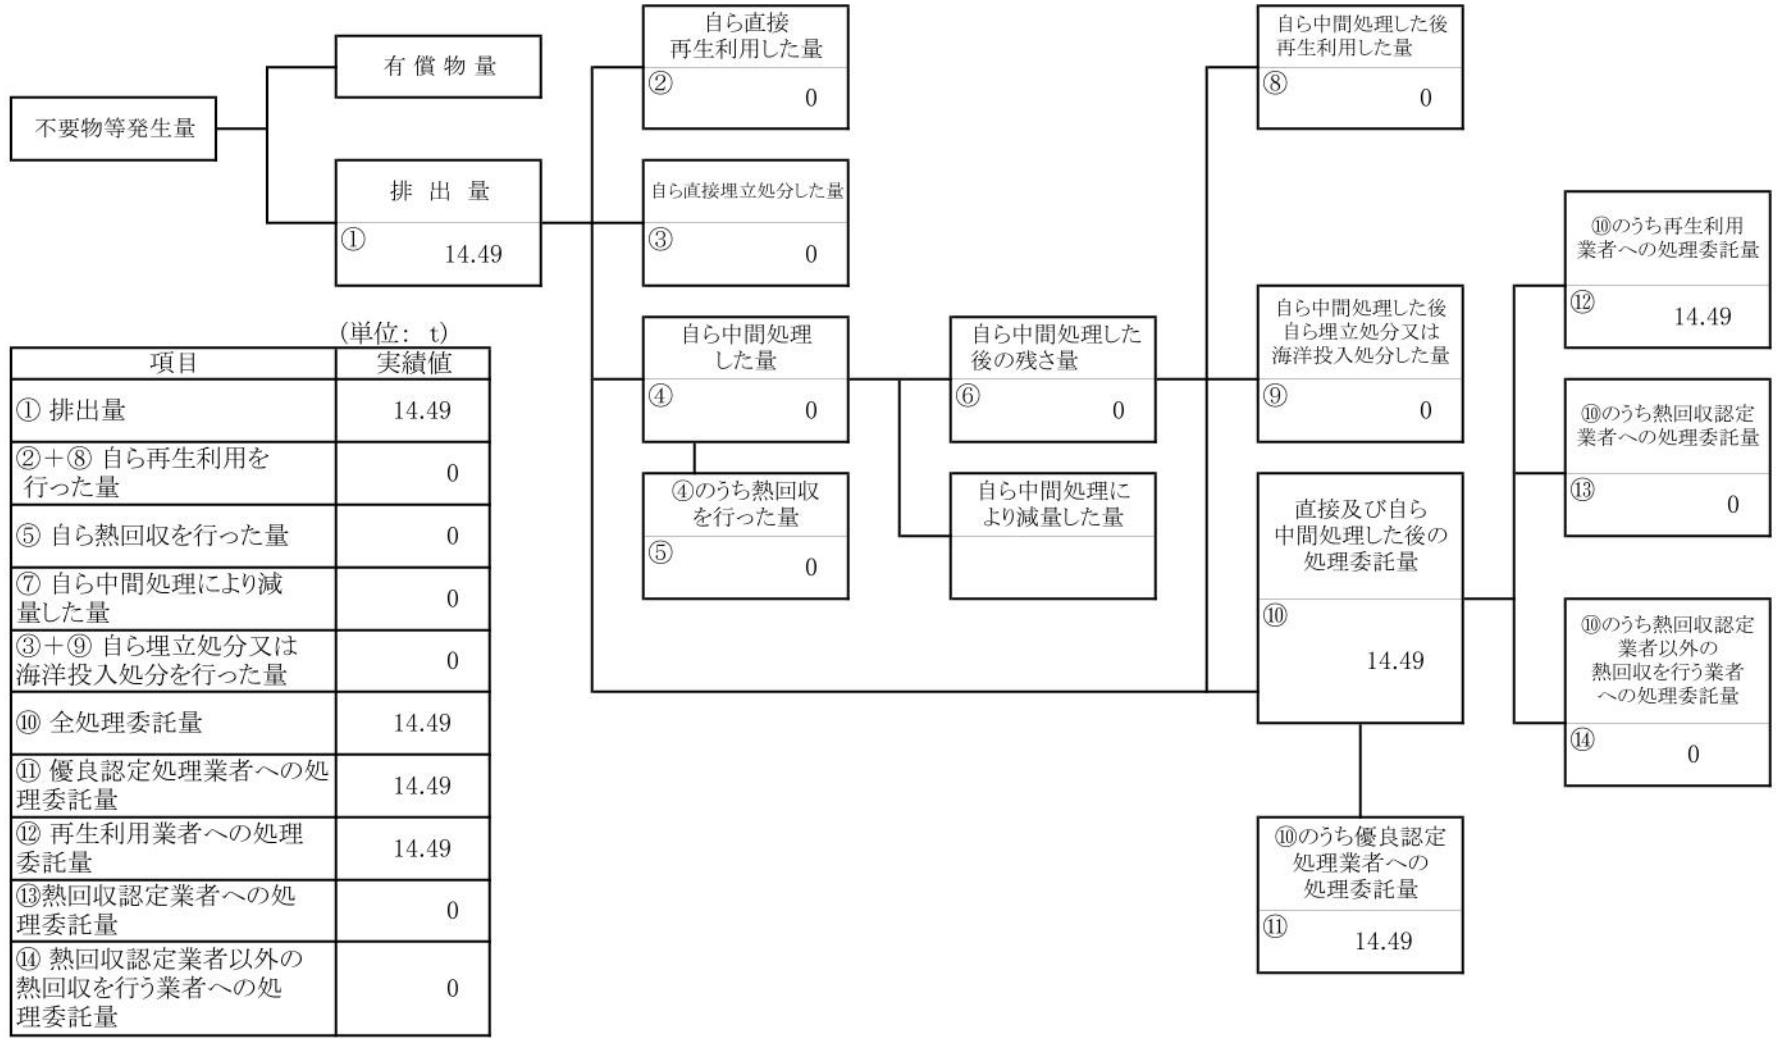 不要物等発生量
有 償 物 量
排 出 量
①
14.49
自ら直接
再生利用した量
②
0
自ら直接埋立処分した量
③
0
自ら中間処理
した量
④
0
④のうち熱回収
を行った量
⑤
0
自ら中間処理した
後の残さ量
⑥
0
自ら中間処理に
より減量した量
自ら中間処理した後
再生利用した量
⑧
0
自ら中間処理した後
自ら埋立処分又は
海洋投入処分した量
⑨
0
直接及び自ら
中間処理した後の
処理委託量
⑩
14.49
⑩のうち優良認定
処理業者への
処理委託量
⑪
14.49
⑩のうち再生利用
業者への処理委託量
⑫
14.49
⑩のうち熱回収認定
業者への処理委託量
⑬
0
⑩のうち熱回収認定
業者以外の
熱回収を行う業者
への処理委託量
⑭
0
(単位: t)
項目 実績値
① 排出量 14.49
②+⑧ 自ら再生利用を
行った量
0
⑤ 自ら熱回収を行った量 0
⑦ 自ら中間処理により減
量した量
0
③+⑨ 自ら埋立処分又は
海洋投入処分を行った量
0
⑩ 全処理委託量 14.49
⑪ 優良認定処理業者への処
理委託量
14.49
⑫ 再生利用業者への処理
委託量
14.49
⑬熱回収認定業者への処
理委託量
0
⑭ 熱回収認定業者以外の
熱回収を行う業者への処
理委託量
0